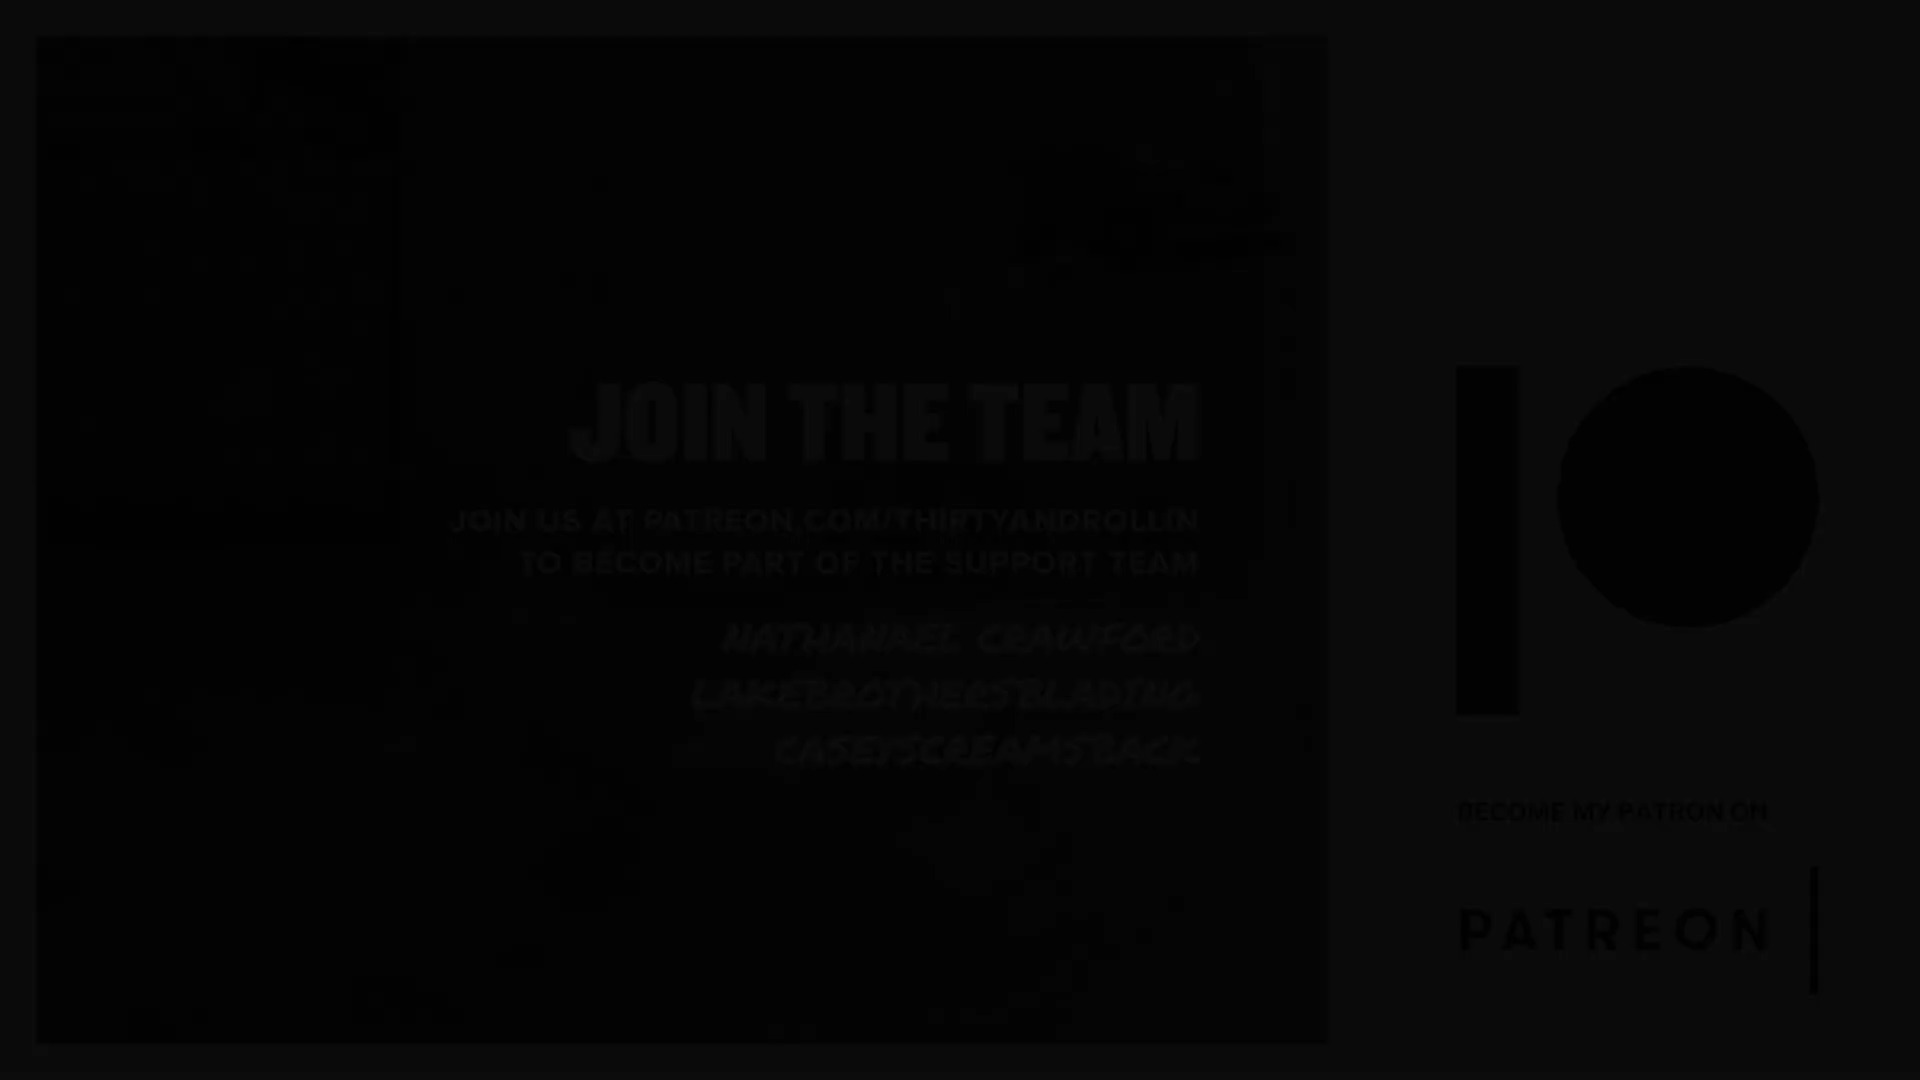 JOIN THE TEAM
JOIN US AT PATREON.COM/THIRTYANDROLLIN
TO BECOME PART OF THE SUPPORT TEAM
NATHANAEL CRAWFORD
LAKEBROTHERSBLADING
CASEYSCREAMSBACK
BECOME MY PATRON ON
PATREON